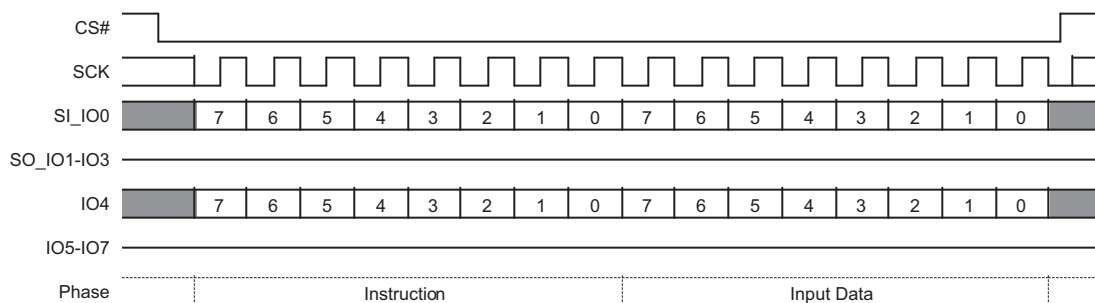 CS#
SCK
SI_IO0 7 6 5 4 3 2 1 0 7 6 5 4 3 2 1 0
SO_IO1-IO3
IO4 7 6 5 4 3 2 1 0 7 6 5 4 3 2 1 0
IO5-IO7
Phase Instruction Input Data